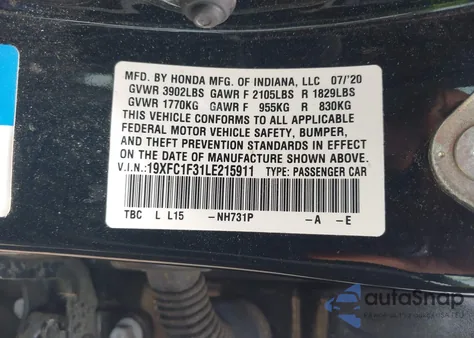 MFD. BY HONDA MFG. OF INDIANA, LLC 07/'20
GVWR 3902LBS GAWR F 2105LBS R 1829LBS
GVWR 1770KG GAWR F 955KG R 830KG
THIS VEHICLE CONFORMS TO ALL APPLICABLE
FEDERAL MOTOR VEHICLE SAFETY, BUMPER,
AND THEFT PREVENTION STANDARDS IN EFFECT
ON THE DATE OF MANUFACTURE SHOWN ABOVE.
V.I.N.:19XFC1F31LE215911 TYPE: PASSENGER CAR
TBC L L15 -NH731P -A -E
autoSnap